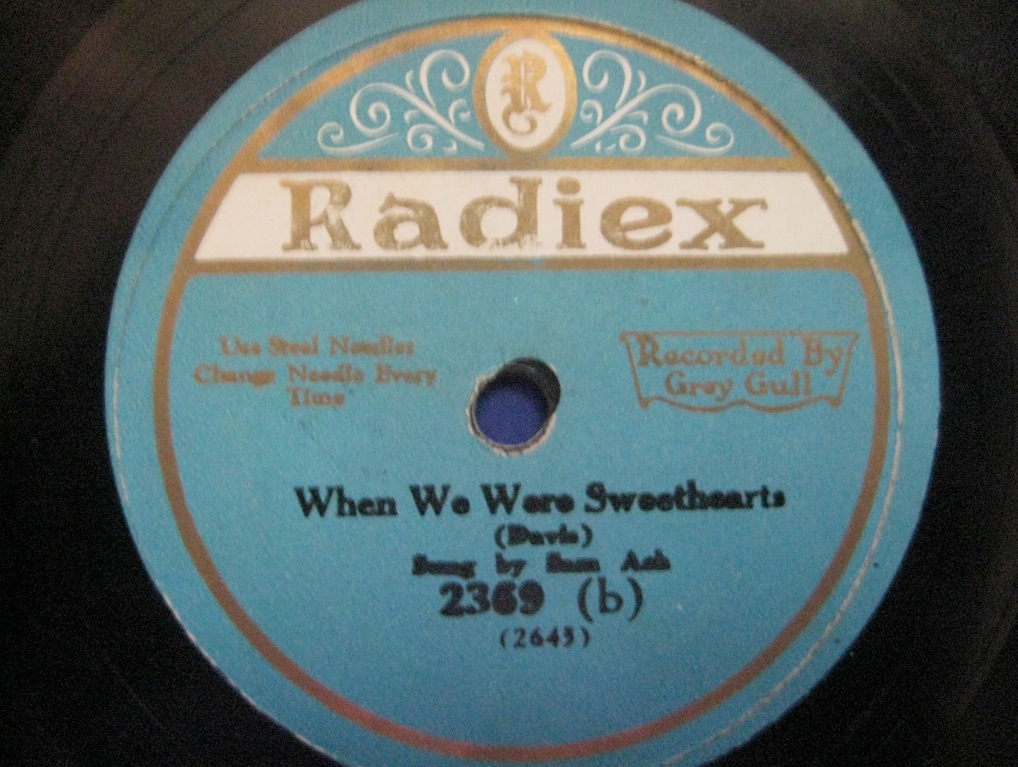 R
Radiex
Use Steel Needles
Change Needle Every
Time
Recorded By
Grey Gull
When We Were Sweethearts
(Davis)
Sung by Sam Ash
2369 (b)
(2645)